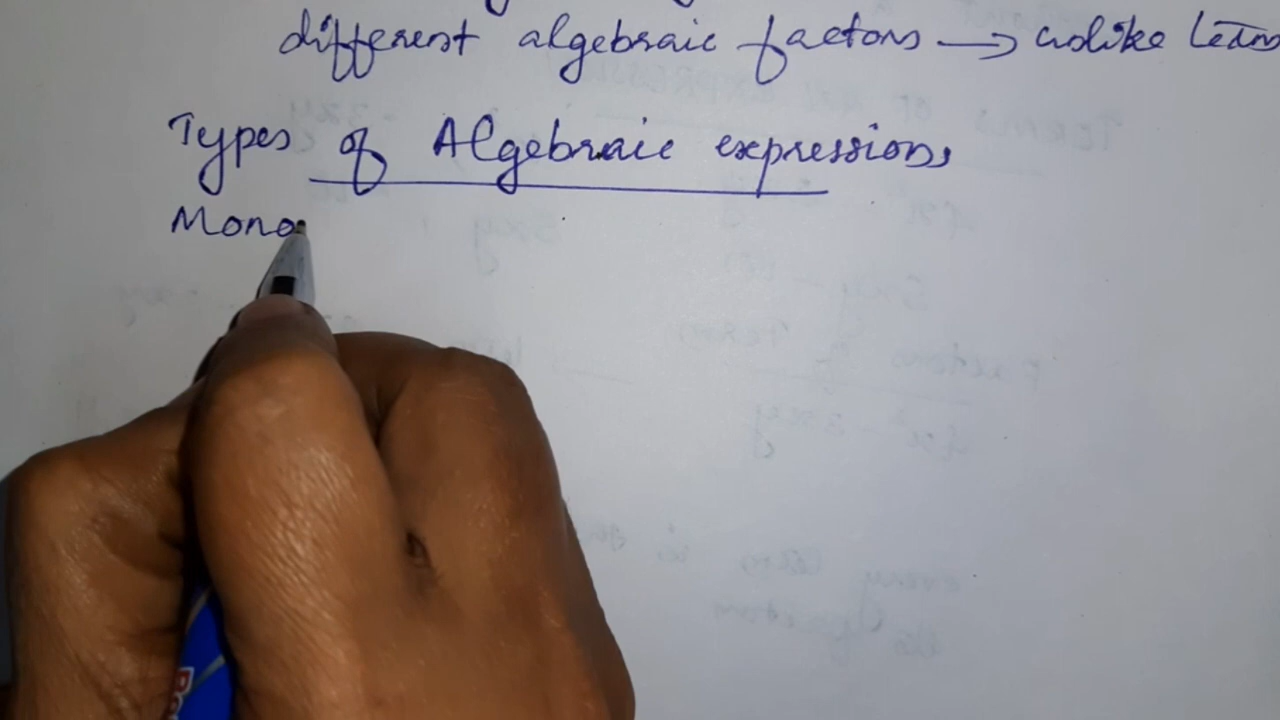 different algebraic factors → unlike terms
Types of Algebraic expressions
Mono